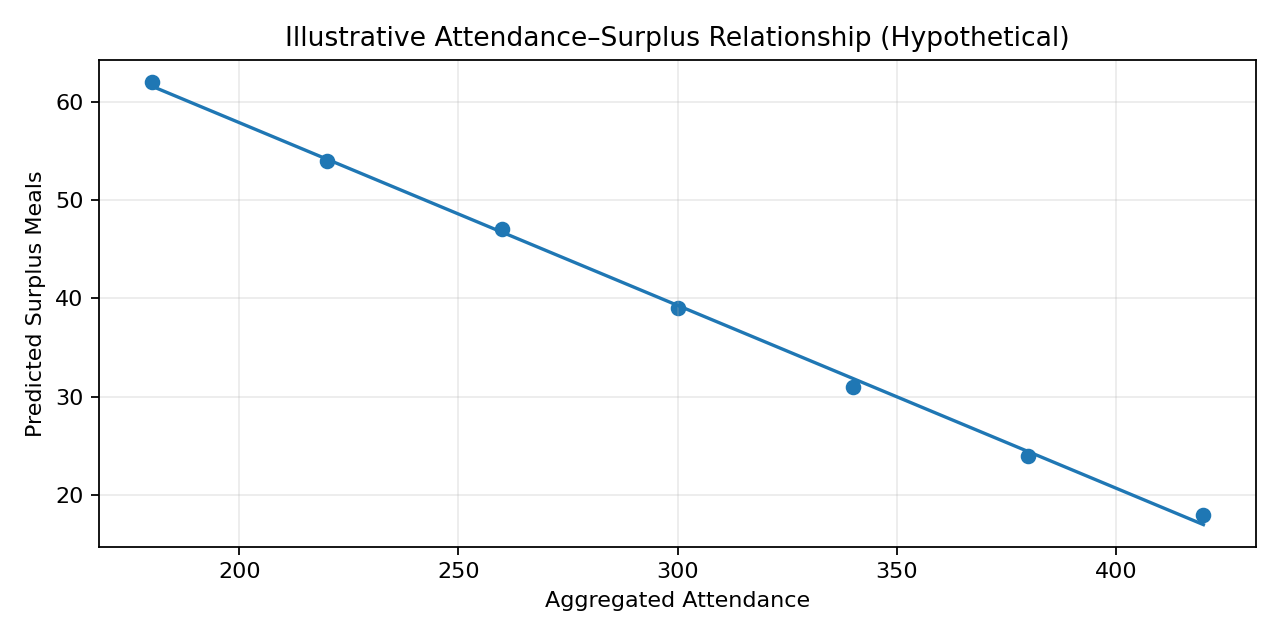 Illustrative Attendance–Surplus Relationship (Hypothetical)
Predicted Surplus Meals
60
50
40
30
20
200 250 300 350 400
Aggregated Attendance